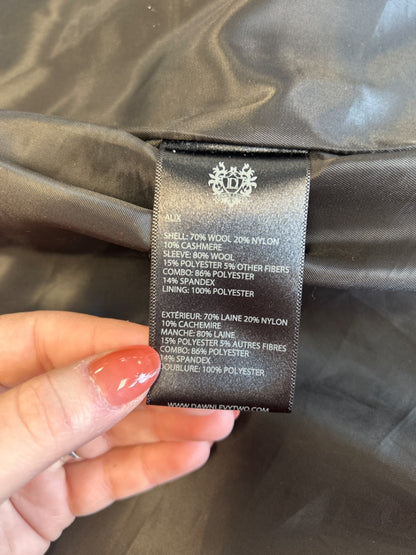 D
ALIX
SHELL: 70% WOOL 20% NYLON
10% CASHMERE
SLEEVE: 80% WOOL
15% POLYESTER 5% OTHER FIBERS
COMBO: 86% POLYESTER
14% SPANDEX
LINING: 100% POLYESTER
EXTÉRIEUR: 70% LAINE 20% NYLON
10% CACHEMIRE
MANCHE: 80% LAINE
15% POLYESTER 5% AUTRES FIBRES
COMBO: 86% POLYESTER
14% SPANDEX
DOUBLURE: 100% POLYESTER
WWW.DAWNLEVYTWO.COM